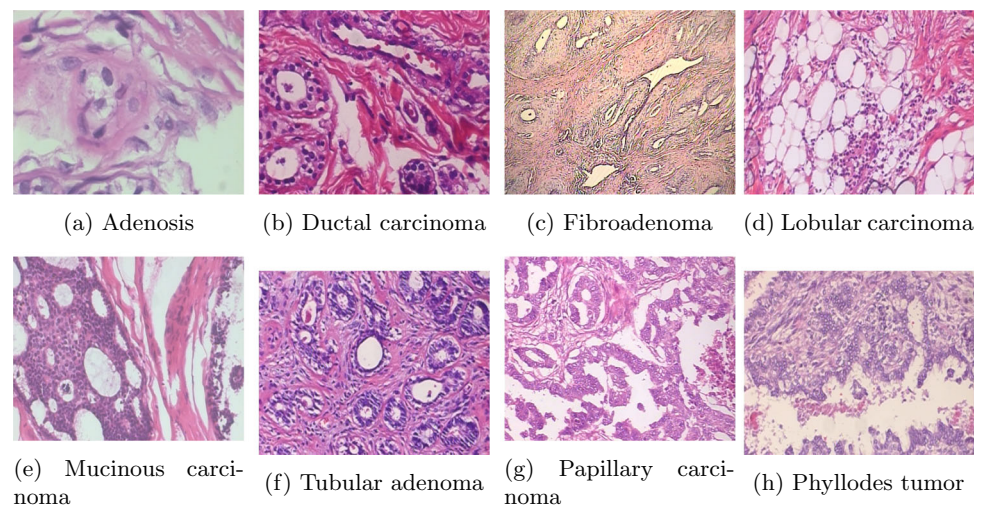 (a) Adenosis
(b) Ductal carcinoma
(c) Fibroadenoma
(d) Lobular carcinoma
(e) Mucinous carci-
noma
(f) Tubular adenoma
(g) Papillary carci-
noma
(h) Phyllodes tumor